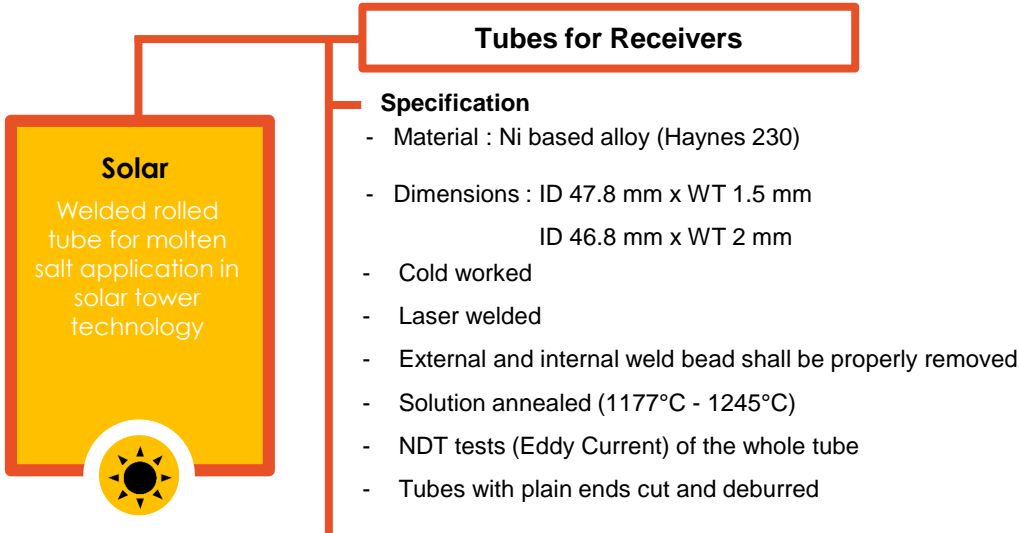 Tubes for Receivers
Solar
Welded rolled
tube for molten
salt application in
solar tower
technology
Specification
- Material : Ni based alloy (Haynes 230)
- Dimensions : ID 47.8 mm x WT 1.5 mm
ID 46.8 mm x WT 2 mm
- Cold worked
- Laser welded
- External and internal weld bead shall be properly removed
- Solution annealed (1177°C - 1245°C)
- NDT tests (Eddy Current) of the whole tube
- Tubes with plain ends cut and deburred